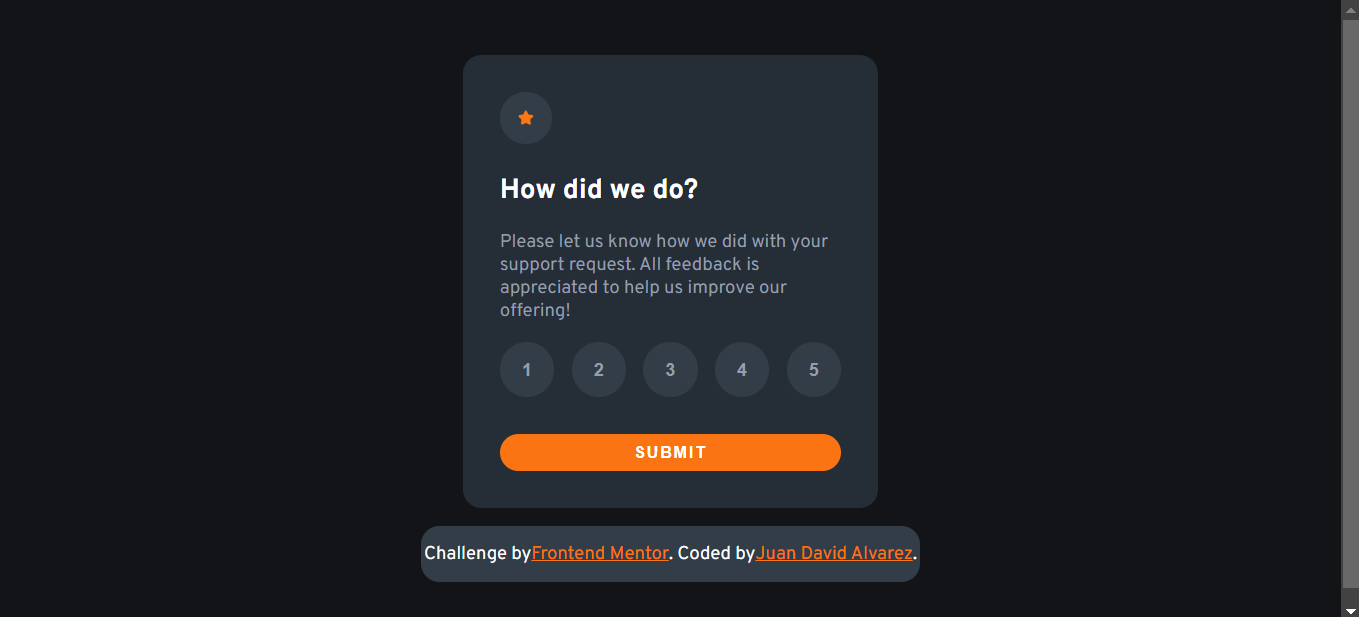 How did we do?
Please let us know how we did with your
support request. All feedback is
appreciated to help us improve our
offering!
1 2 3 4 5
SUBMIT
Challenge byFrontend Mentor. Coded byJuan David Alvarez.